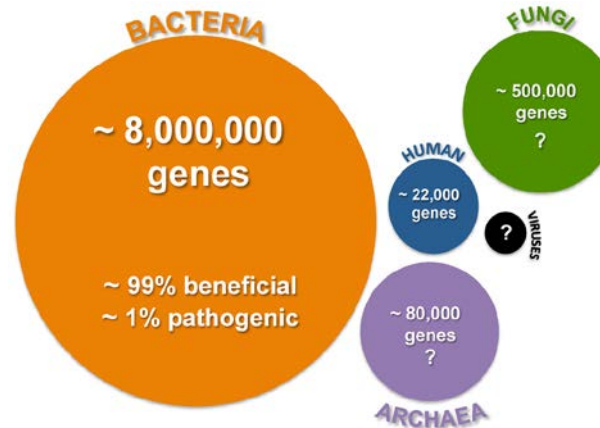 BACTERIA
~ 8,000,000
genes
~ 99% beneficial
~ 1% pathogenic
FUNGI
~ 500,000
genes
?
HUMAN
~ 22,000
genes
?
VIRUSES
~ 80,000
genes
?
ARCHAEA